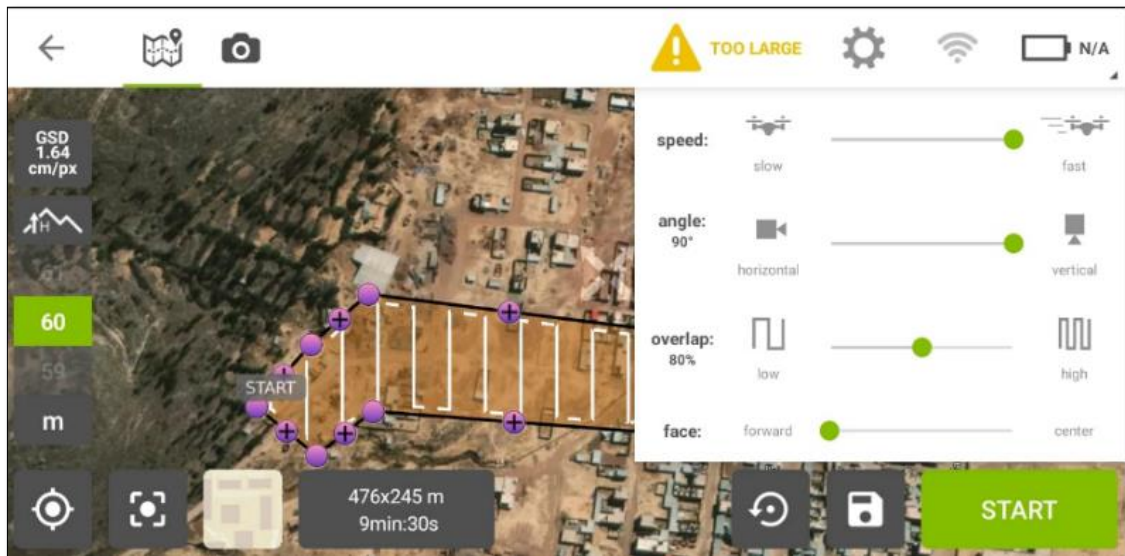 TOO LARGE
N/A
GSD
1.64
cm/px
H
60
59
m
START
476x245 m
9min:30s
speed:
slow
fast
angle:
90°
horizontal
vertical
overlap:
80%
low
high
face:
forward
center
START